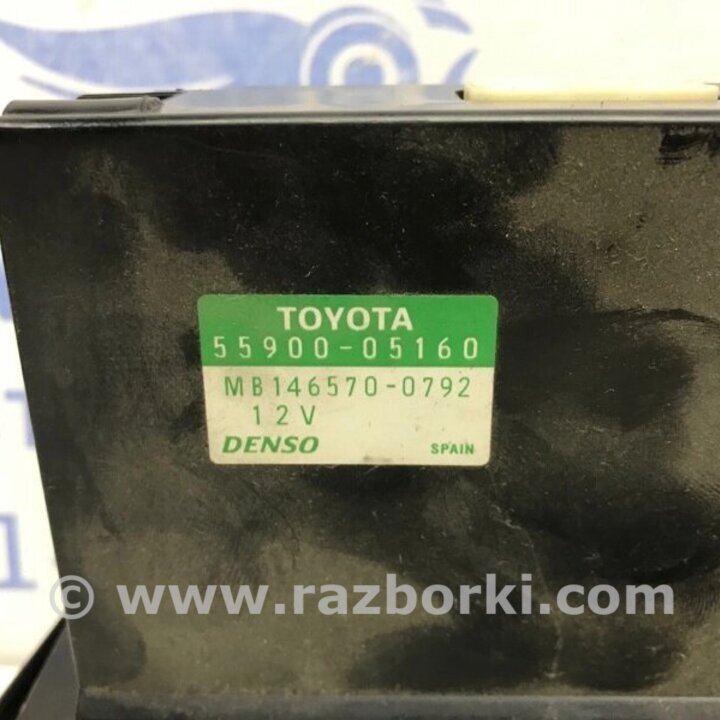 TOYOTA
55900-05160
MB146570-0792
12V
DENSO SPAIN
© www.razborki.com